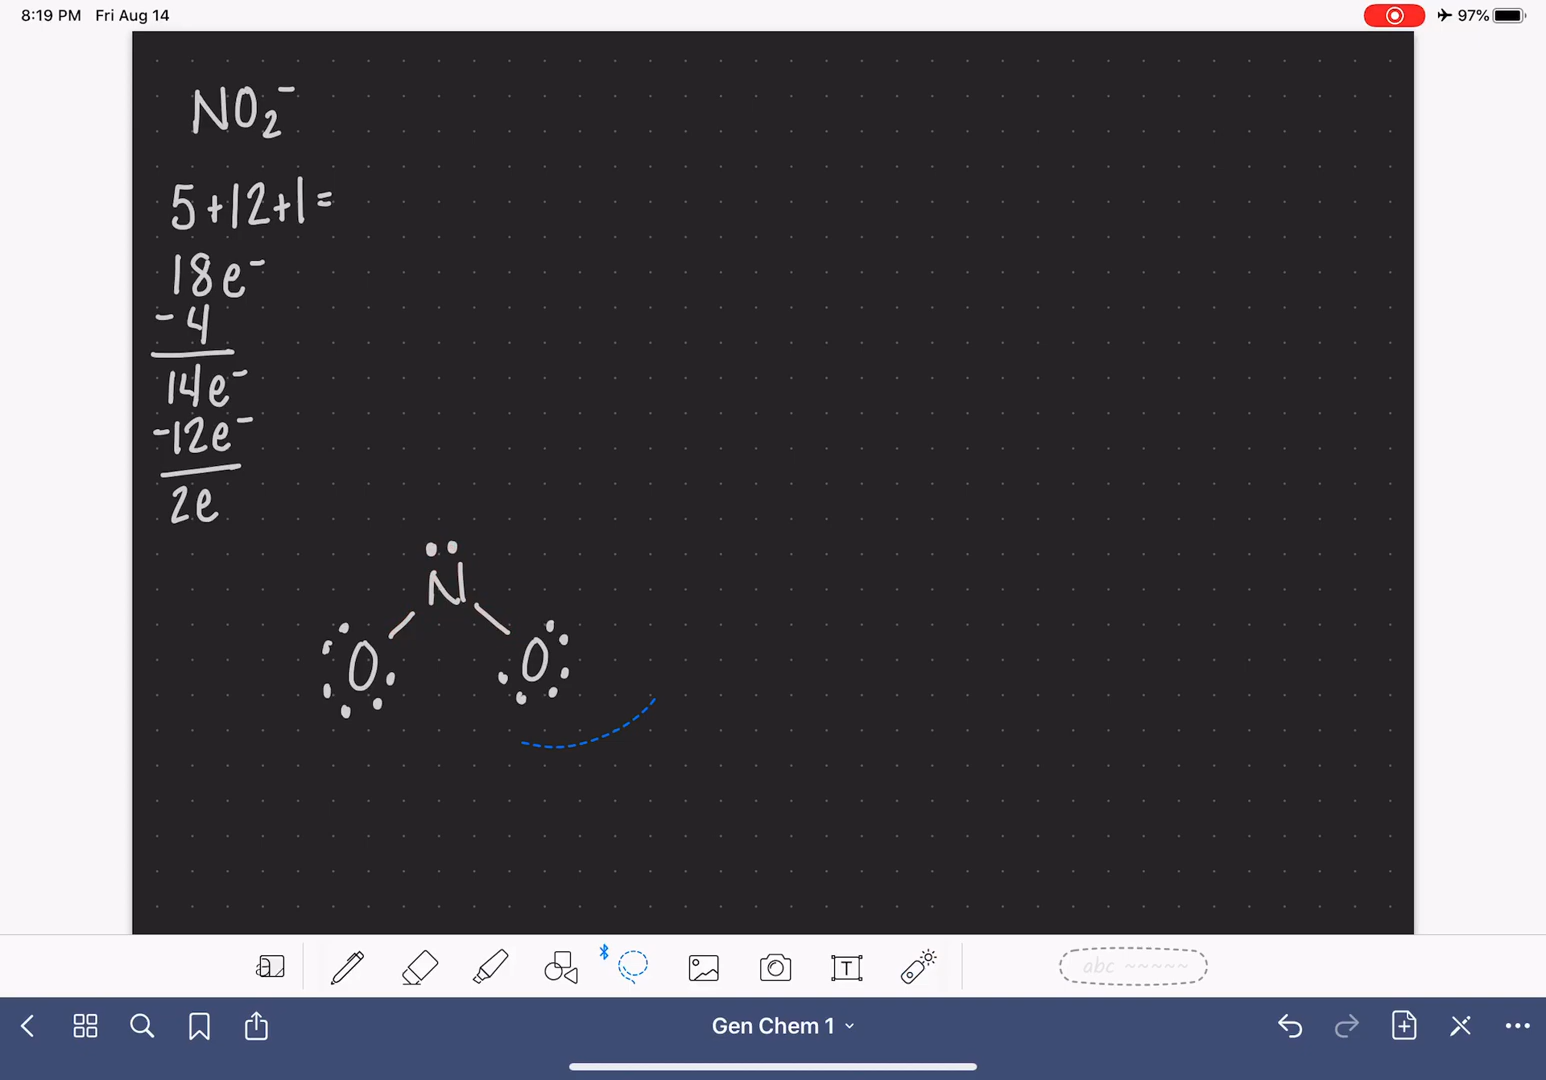 8:19 PM Fri Aug 14
97%
NO₂⁻
5+12+1=
18e⁻
-4
14e⁻
-12e⁻
2e
N
O O
abc
T
Gen Chem 1